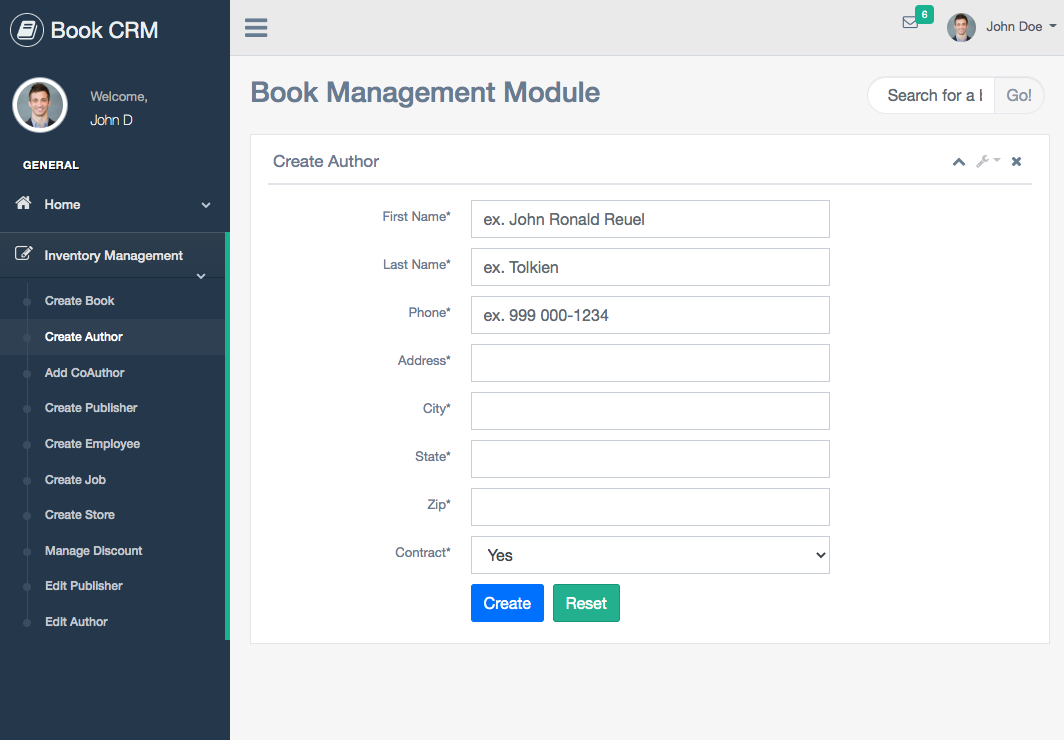 Book CRM
Welcome,
John D
GENERAL
Home
Inventory Management
Create Book
Create Author
Add CoAuthor
Create Publisher
Create Employee
Create Job
Create Store
Manage Discount
Edit Publisher
Edit Author
6
John Doe
Book Management Module
Search for a
Go!
Create Author
First Name*
ex. John Ronald Reuel
Last Name*
ex. Tolkien
Phone*
ex. 999 000-1234
Address*
City*
State*
Zip*
Contract*
Yes
Create
Reset